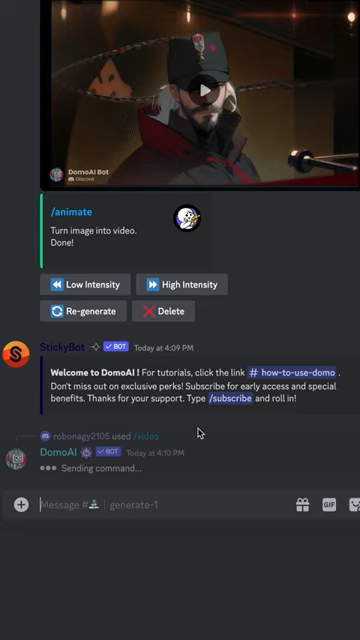 DomoAI Bot
Discord
/animate
Turn image into video.
Done!
Low Intensity
High Intensity
Re-generate
Delete
StickyBot BOT Today at 4:09 PM
Welcome to DomoAI ! For tutorials, click the link # how-to-use-domo .
Don't miss out on exclusive perks! Subscribe for early access and special
benefits. Thanks for your support. Type /subscribe and roll in!
robonagy2105 used /video
DomoAI BOT Today at 4:10 PM
Sending command...
Message # | generate-1
GIF